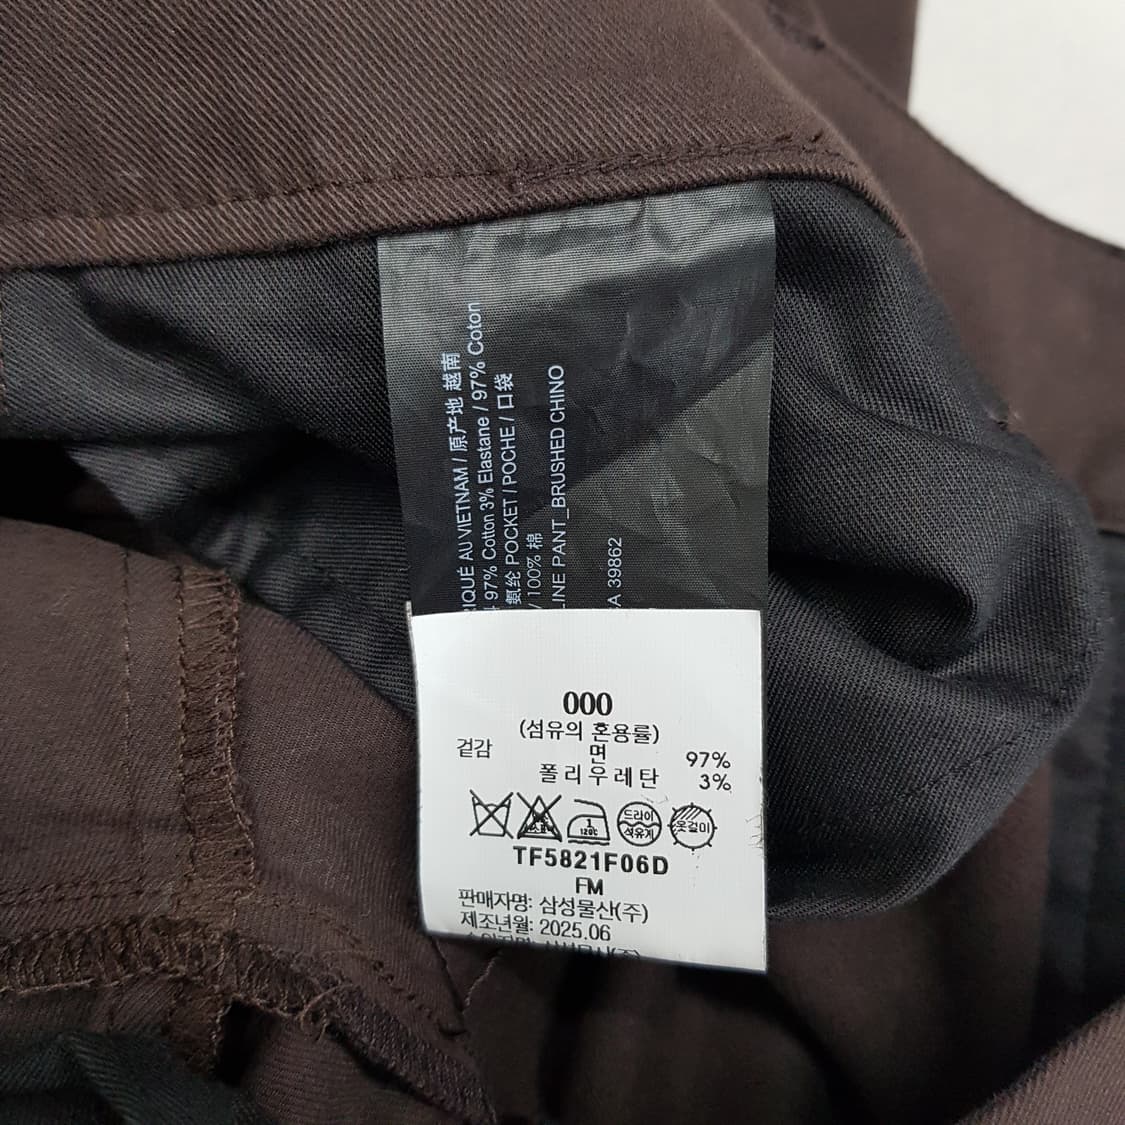 RIQUÉ AU VIETNAM / 原产地 越南
97% Cotton 3% Elastane / 97% Coton
氨纶 POCKET / POCHE / 口袋
/ 100% 棉
LINE PANT_BRUSHED CHINO
CA 39862
000
(섬유의 혼용률)
겉감 면 97%
폴리우레탄 3%
1 120℃ 드라이 석유계 옷걸이
TF5821F06D
FM
판매자명: 삼성물산(주)
제조년월: 2025.06